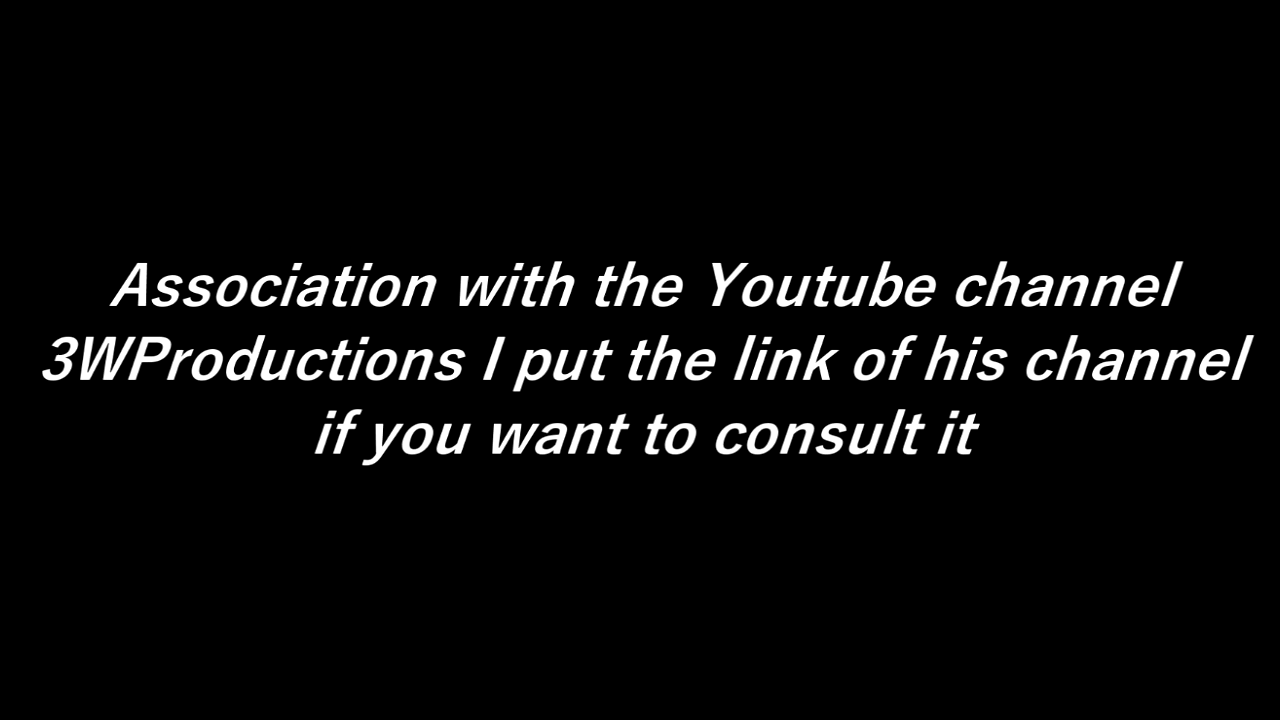 Association with the Youtube channel
3WProductions I put the link of his channel
if you want to consult it